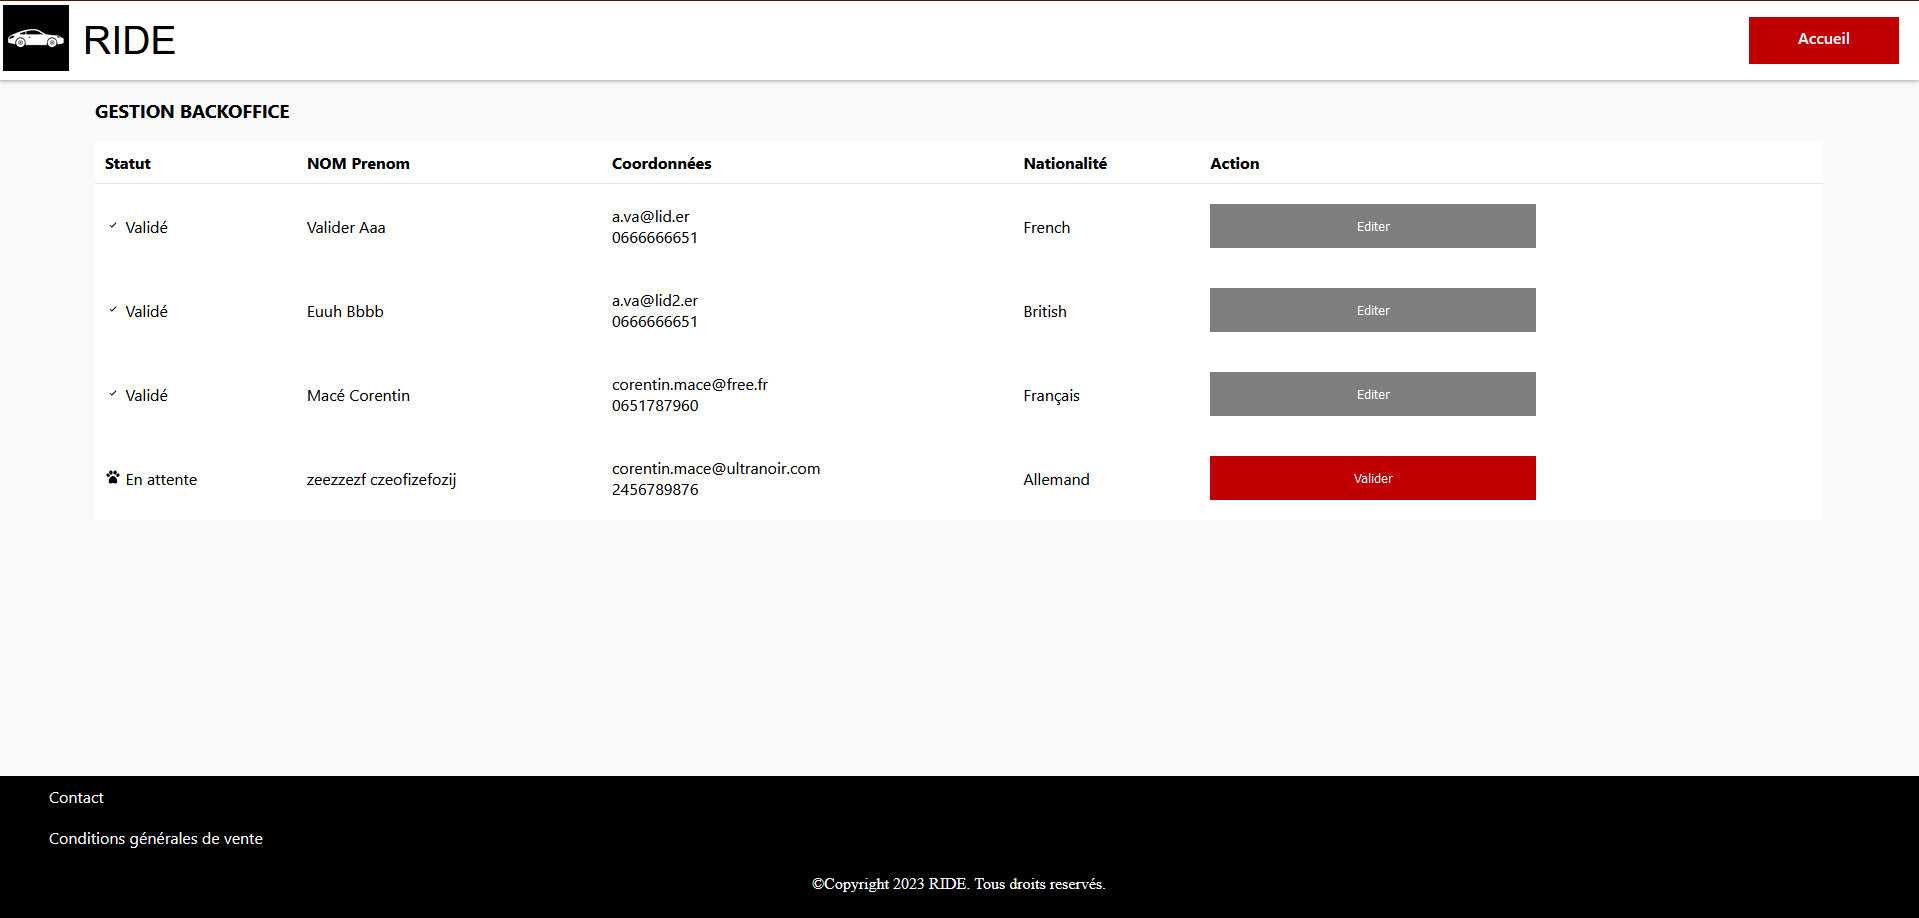 RIDE
Accueil
GESTION BACKOFFICE
Statut NOM Prenom Coordonnées Nationalité Action
Validé Valider Aaa a.va@lid.er French Editer
0666666651
Validé Euuh Bbbb a.va@lid2.er British Editer
0666666651
Validé Macé Corentin corentin.mace@free.fr Français Editer
0651787960
En attente zeezzezf czeofizefozij corentin.mace@ultranoir.com Allemand Valider
2456789876
Contact
Conditions générales de vente
©Copyright 2023 RIDE. Tous droits reservés.